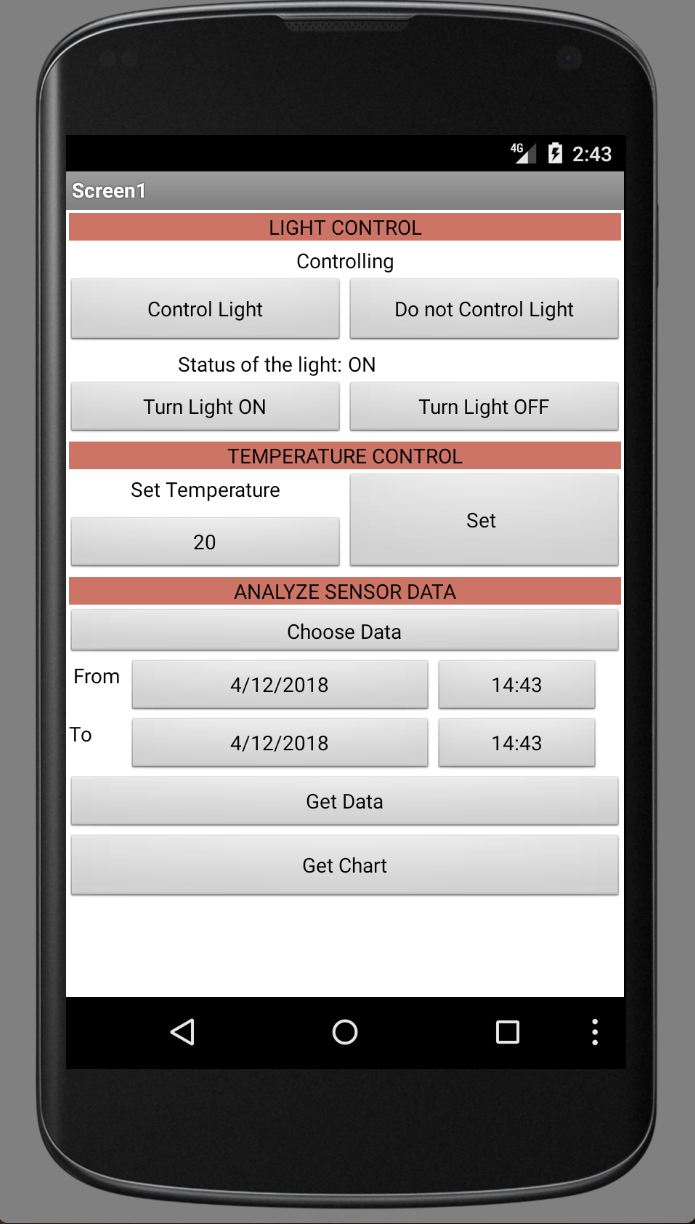 4G 2:43
Screen1
LIGHT CONTROL
Controlling
Control Light Do not Control Light
Status of the light: ON
Turn Light ON Turn Light OFF
TEMPERATURE CONTROL
Set Temperature
Set
20
ANALYZE SENSOR DATA
Choose Data
From 4/12/2018 14:43
To 4/12/2018 14:43
Get Data
Get Chart